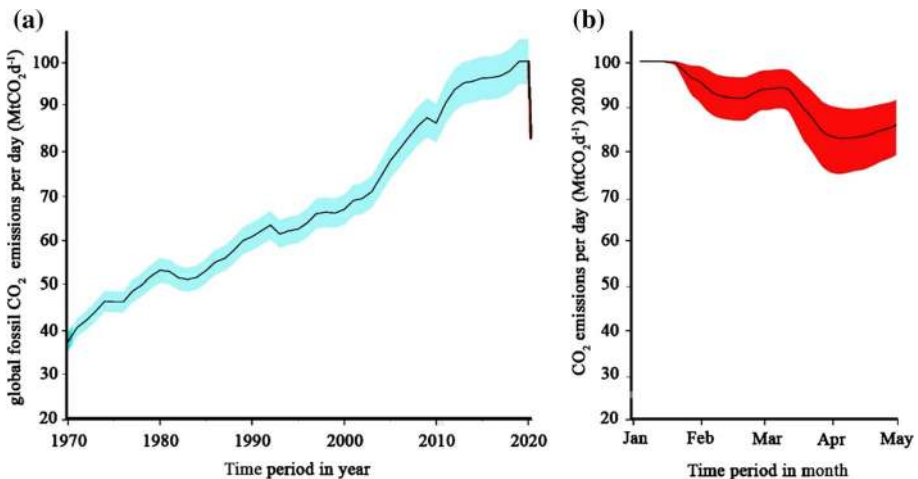 (a)
global fossil CO₂ emissions per day (MtCO₂d⁻¹)
100
90
80
70
60
50
40
30
20
1970
1980
1990
2000
2010
2020
Time period in year
(b)
CO₂ emissions per day (MtCO₂d⁻¹) 2020
100
90
80
70
60
50
40
30
20
Jan
Feb
Mar
Apr
May
Time period in month